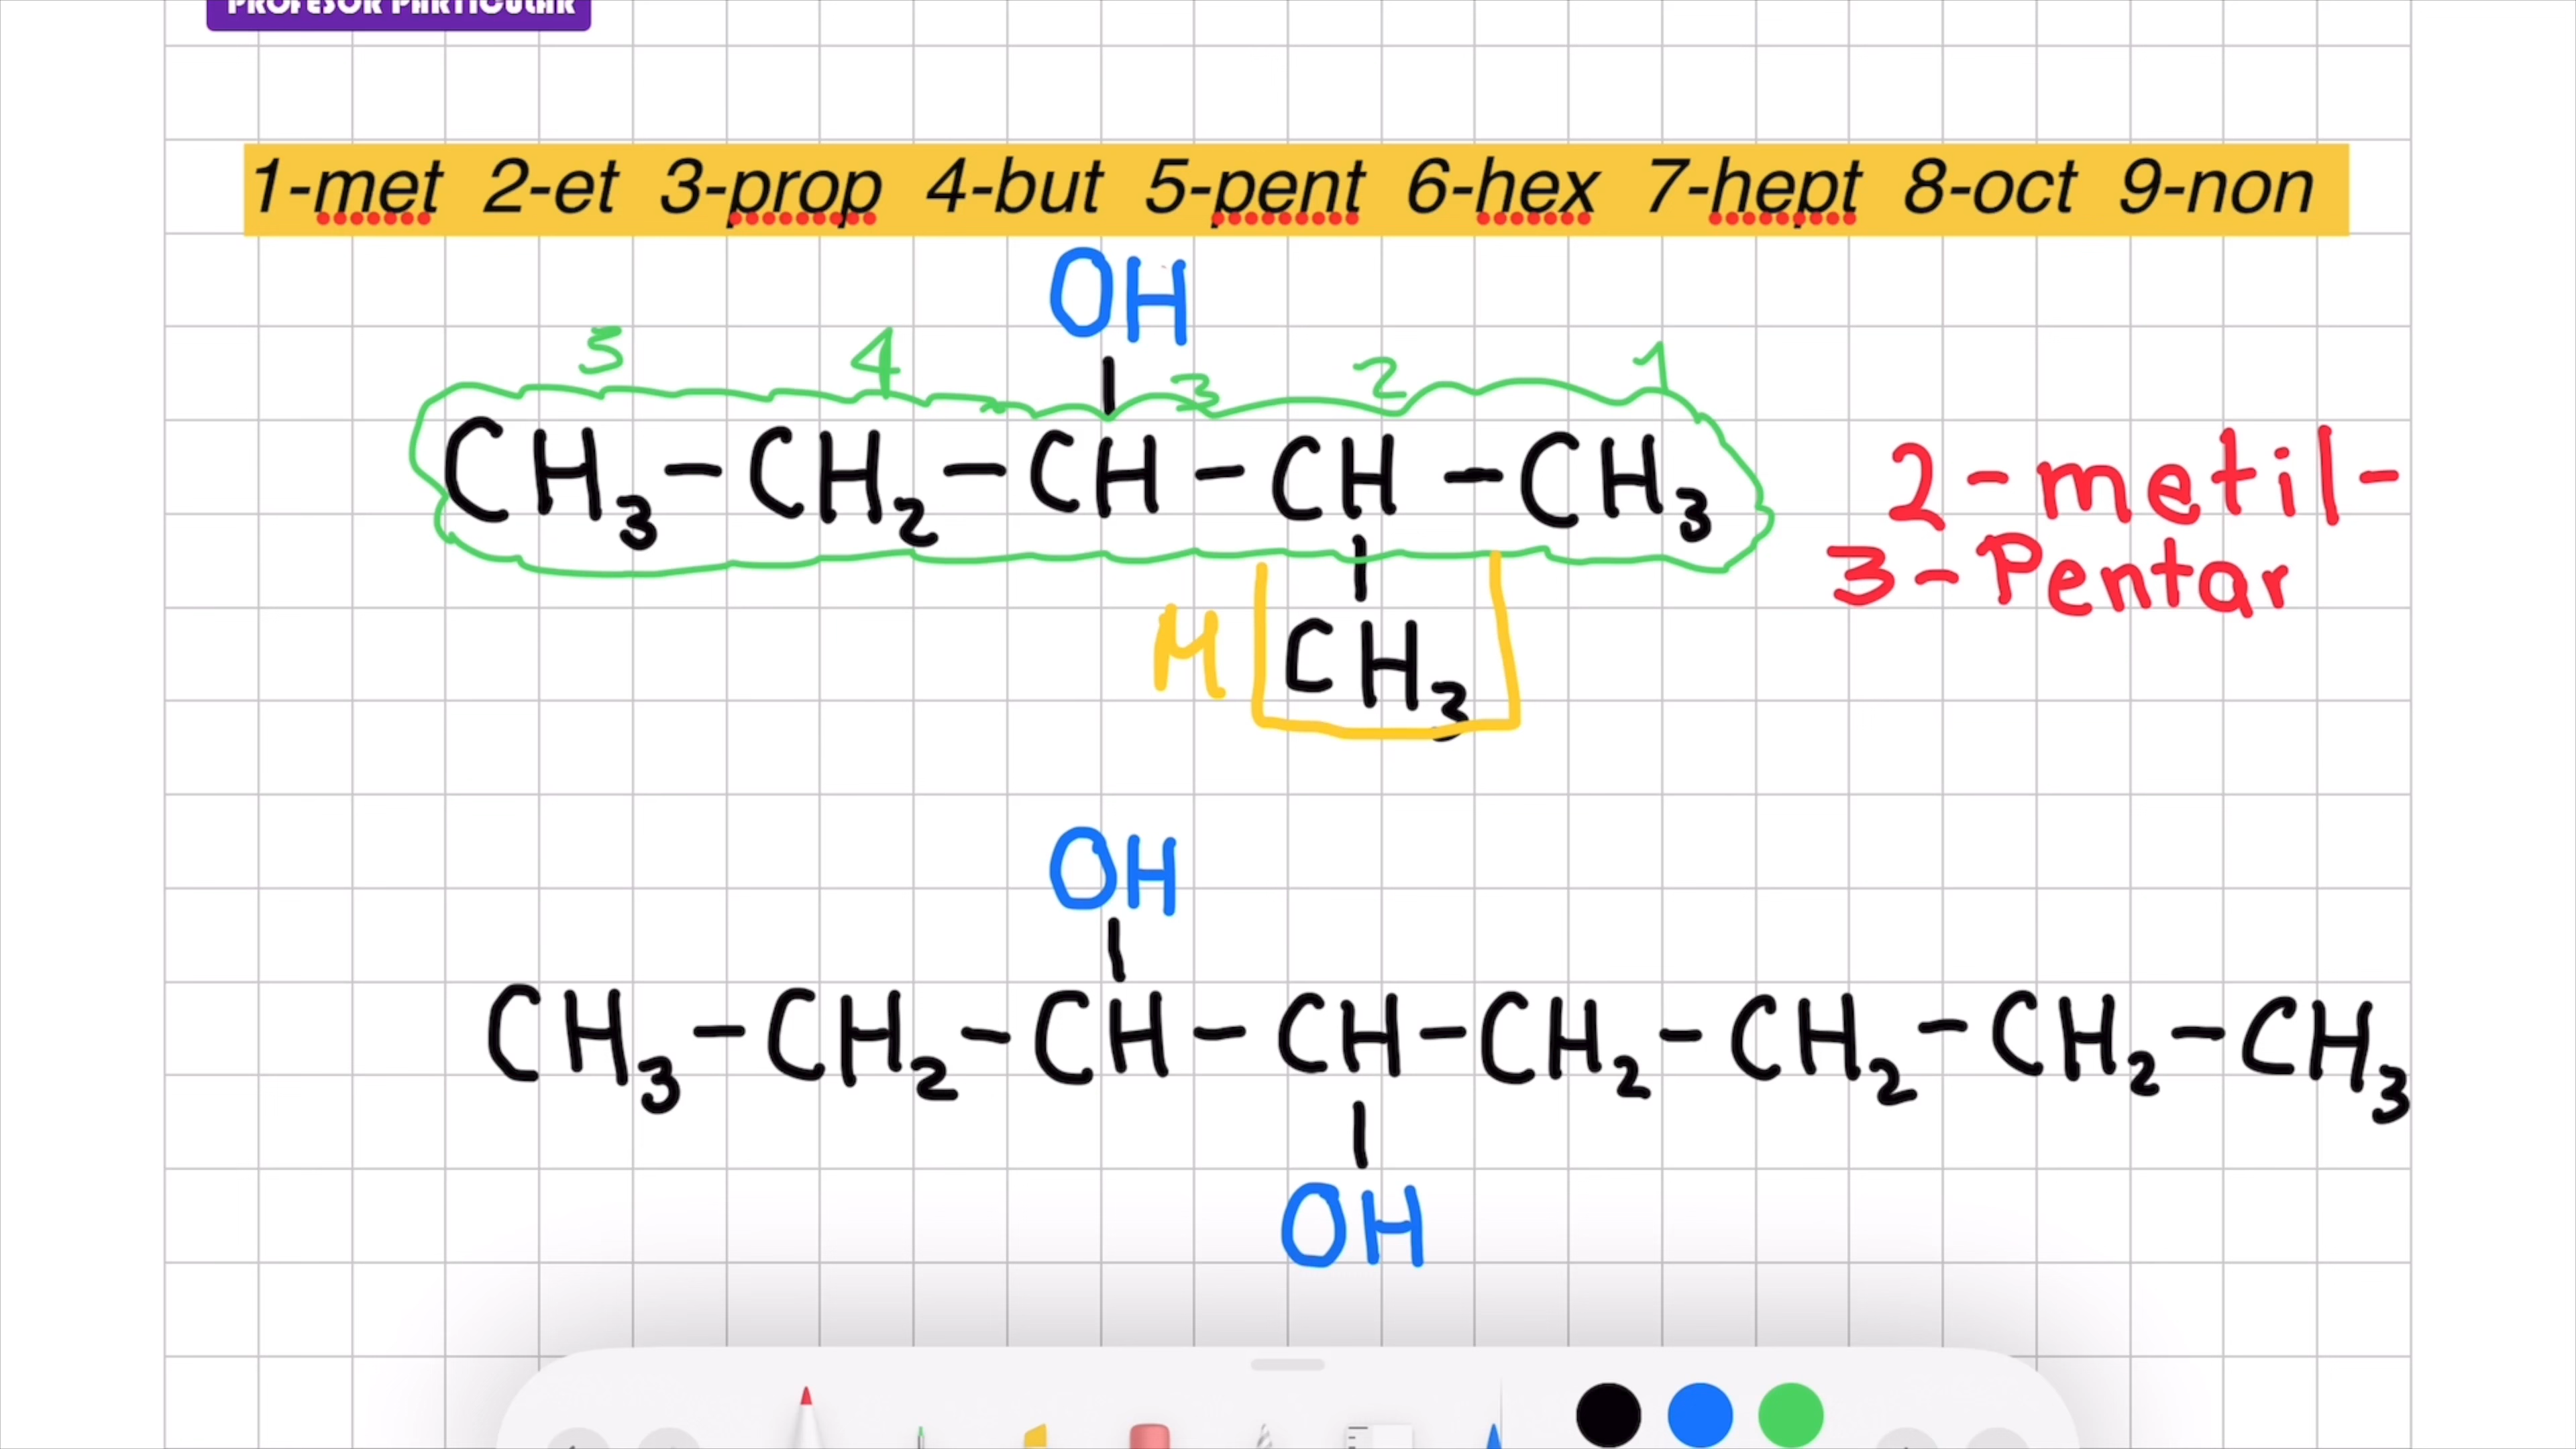 PROFESOR PARTICULAR
1-met 2-et 3-prop 4-but 5-pent 6-hex 7-hept 8-oct 9-non
OH
5 4 3 2 1
CH₃-CH₂-CH-CH-CH₃
2-metil-
3-Pentar
M CH₃
OH
CH₃-CH₂-CH-CH-CH₂-CH₂-CH₂-CH₃
OH